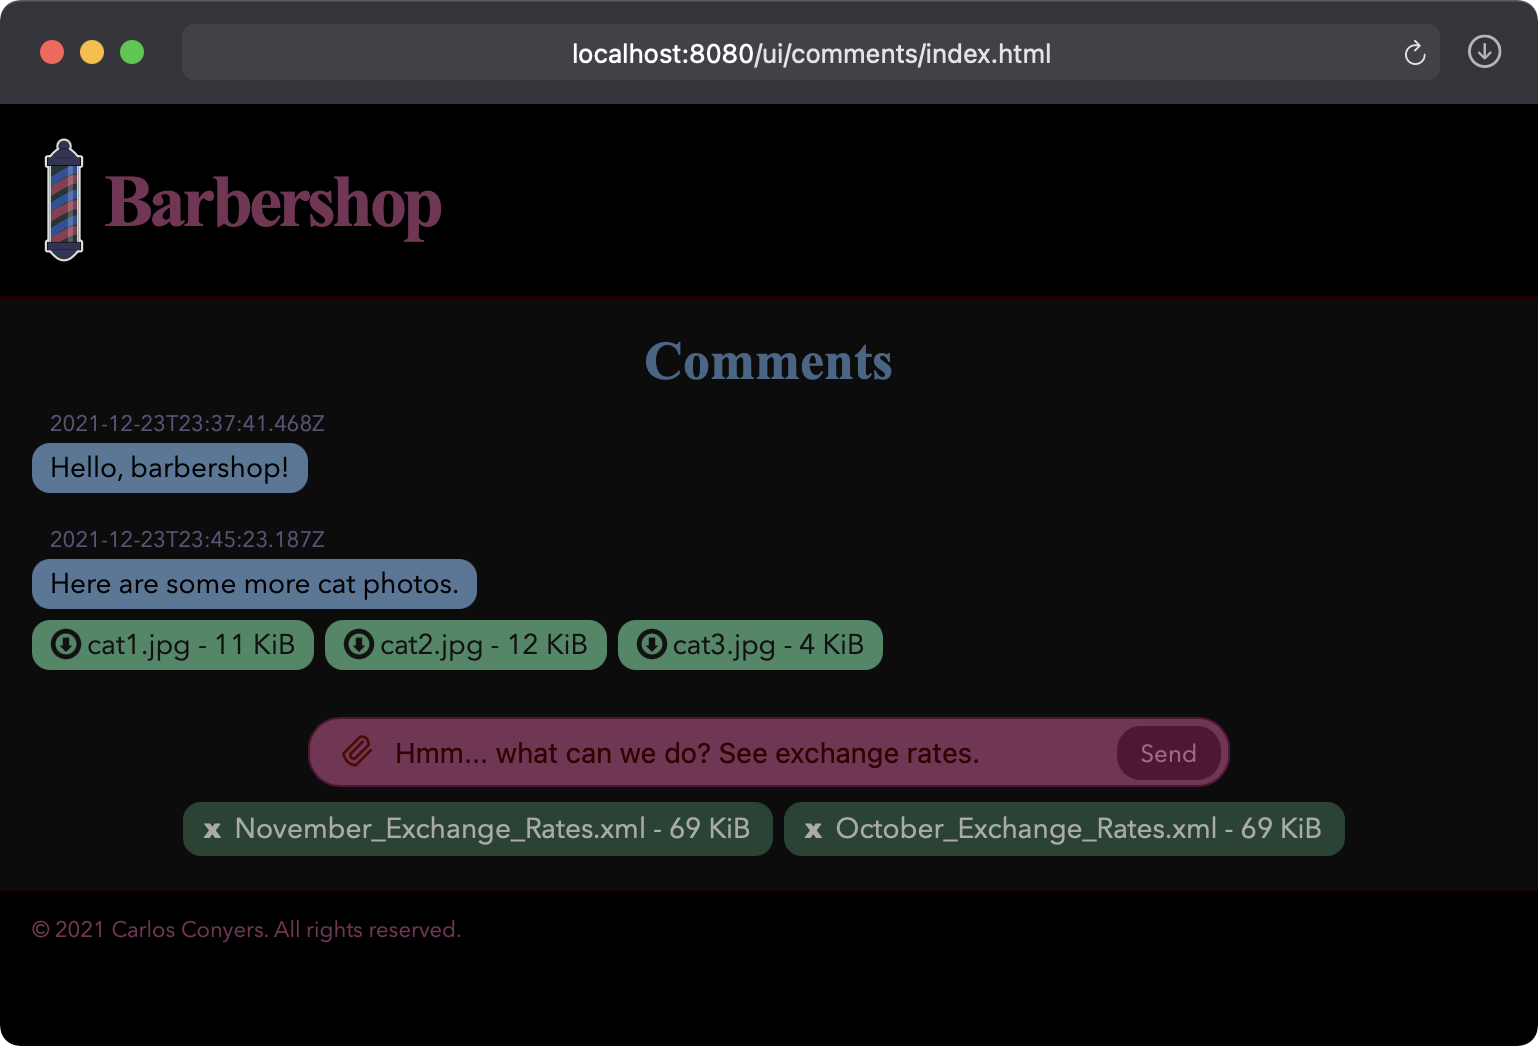 localhost:8080/ui/comments/index.html
Barbershop
Comments
2021-12-23T23:37:41.468Z
Hello, barbershop!
2021-12-23T23:45:23.187Z
Here are some more cat photos.
cat1.jpg - 11 KiB cat2.jpg - 12 KiB cat3.jpg - 4 KiB
Hmm... what can we do? See exchange rates. Send
x November_Exchange_Rates.xml - 69 KiB x October_Exchange_Rates.xml - 69 KiB
© 2021 Carlos Conyers. All rights reserved.